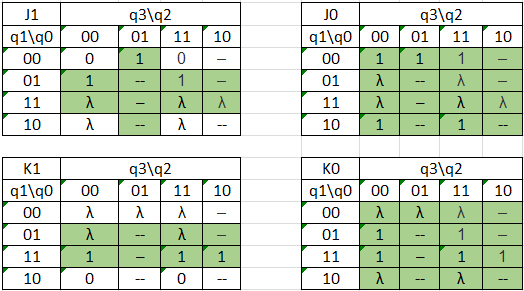 J1 q3\q2
q1\q0 00 01 11 10
00 0 1 0 –
01 1 -- 1 –
11 λ – λ λ
10 λ -- λ --
J0 q3\q2
q1\q0 00 01 11 10
00 1 1 1 –
01 λ -- λ –
11 λ – λ λ
10 1 -- 1 --
K1 q3\q2
q1\q0 00 01 11 10
00 λ λ λ –
01 λ -- λ –
11 1 – 1 1
10 0 -- 0 --
K0 q3\q2
q1\q0 00 01 11 10
00 λ λ λ –
01 1 -- 1 –
11 1 – 1 1
10 λ -- λ --